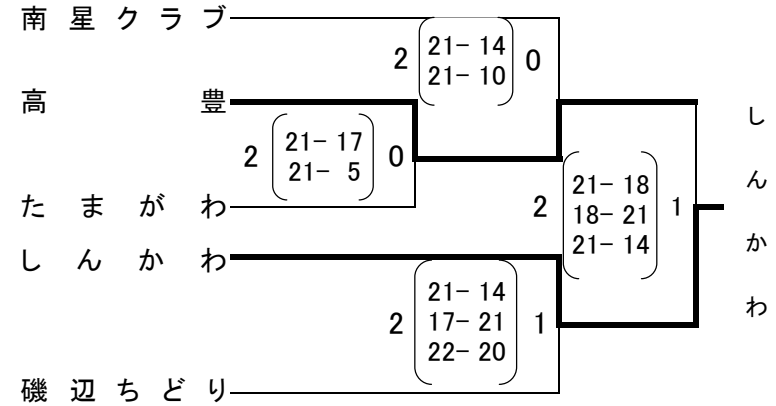 南星クラブ
2 21-14 0
21-10
高豊
2 21-17 0
21-5
たまがわ
2 21-18 1
18-21
21-14
しんかわ
しんかわ
2 21-14 1
17-21
22-20
磯辺ちどり